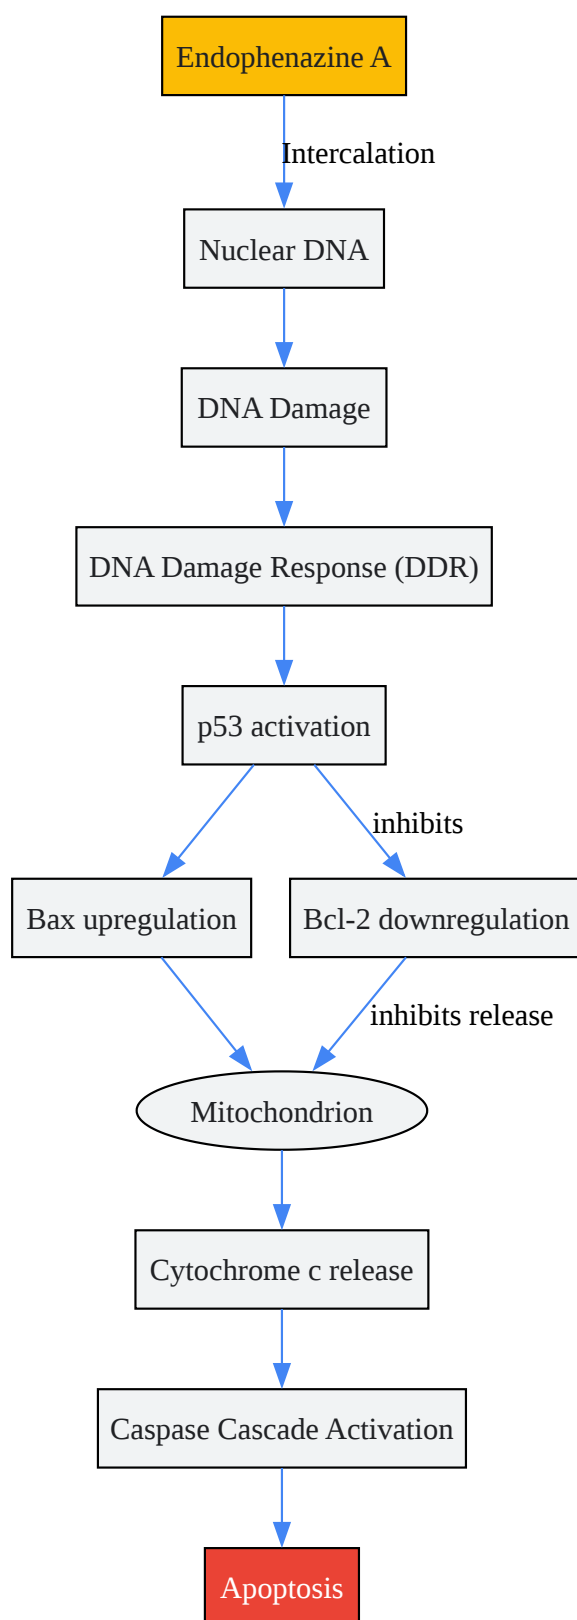 Endophenazine A
Intercalation
Nuclear DNA
DNA Damage
DNA Damage Response (DDR)
p53 activation
inhibits
Bax upregulation
Bcl-2 downregulation
inhibits release
Mitochondrion
Cytochrome c release
Caspase Cascade Activation
Apoptosis